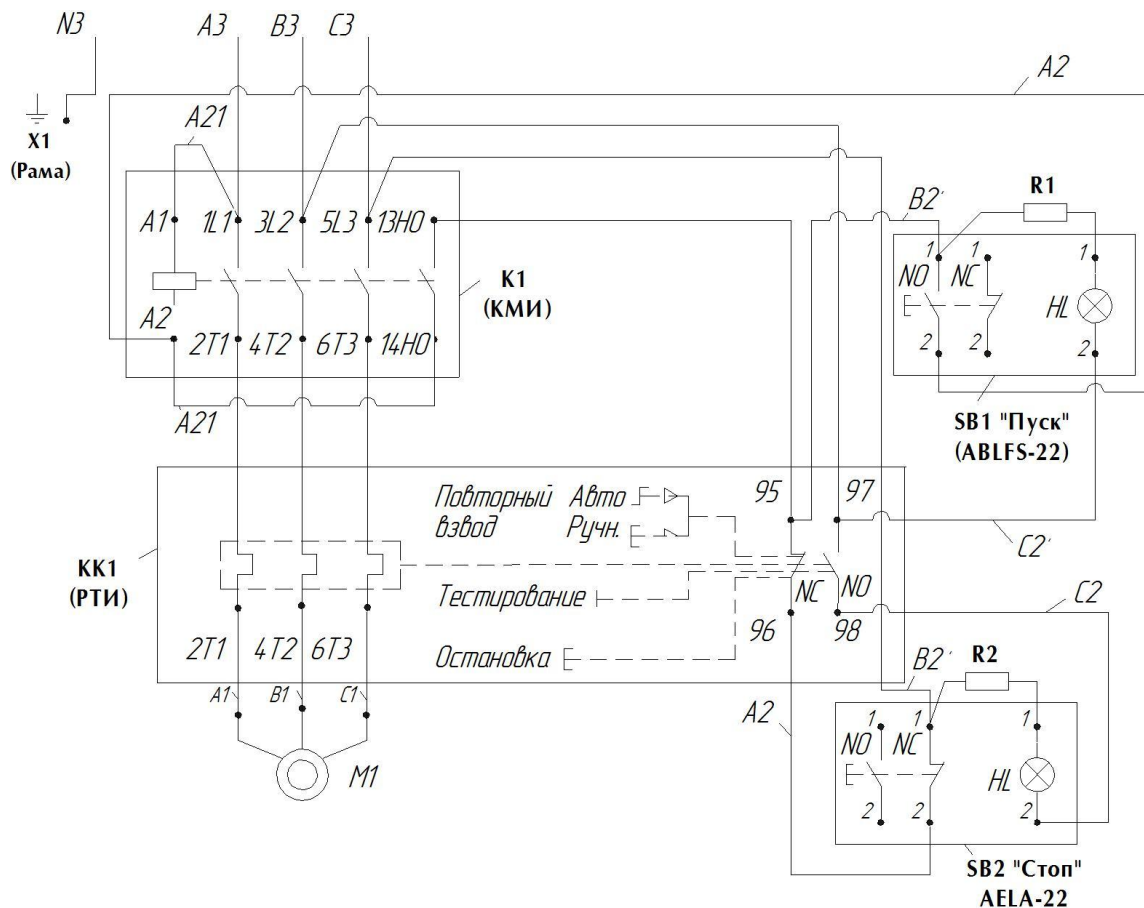 N3
A3
B3
C3
A2
X1
(Рама)
A21
A1
1L1
3L2
5L3
13НО
K1
(КМИ)
A2
2T1
4T2
6T3
14НО
A21
B2'
R1
1
1
1
NO
NC
HL
2
2
2
SB1 "Пуск"
(ABLFS-22)
КК1
(РТИ)
Повторный
взвод
Авто
Ручн.
95
97
C2'
Тестирование
NC
NO
Остановка
96
98
C2
2T1
4T2
6T3
A1
B1
C1
M1
A2
B2'
R2
1
1
1
NO
NC
HL
2
2
2
SB2 "Стоп"
AELA-22